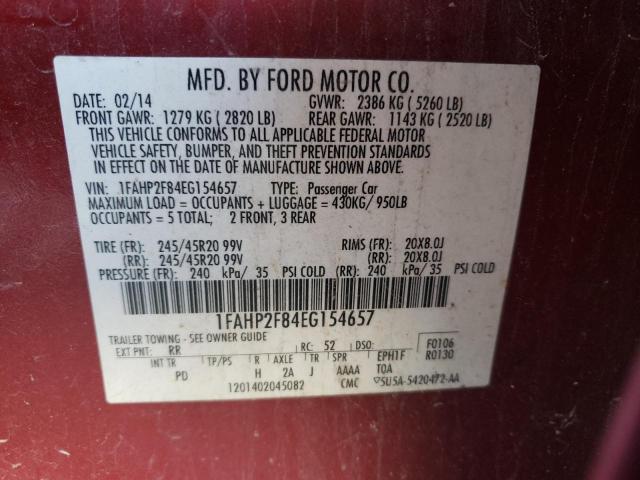 MFD. BY FORD MOTOR CO.
DATE: 02/14 GVWR: 2386 KG ( 5260 LB)
FRONT GAWR: 1279 KG ( 2820 LB) REAR GAWR: 1143 KG ( 2520 LB)
THIS VEHICLE CONFORMS TO ALL APPLICABLE FEDERAL MOTOR
VEHICLE SAFETY, BUMPER, AND THEFT PREVENTION STANDARDS
IN EFFECT ON THE DATE OF MANUFACTURE SHOWN ABOVE.
VIN: 1FAHP2F84EG154657 TYPE: Passenger Car
MAXIMUM LOAD = OCCUPANTS + LUGGAGE = 430KG/ 950LB
OCCUPANTS = 5 TOTAL; 2 FRONT, 3 REAR
TIRE (FR): 245/45R20 99V RIMS (FR): 20X8.0J
(RR): 245/45R20 99V (RR): 20X8.0J
PRESSURE (FR): 240 kPa/ 35 PSI COLD (RR): 240 kPa/ 35 PSI COLD
1FAHP2F84EG154657
TRAILER TOWING - SEE OWNER GUIDE
EXT PNT: RR RC: 52 DSO: F0106
INT TR TP/PS R AXLE TR SPR EPH1F R0130
PD H 2A J AAAA TOA
1201402045082 CMC 5U5A-5420472-AA